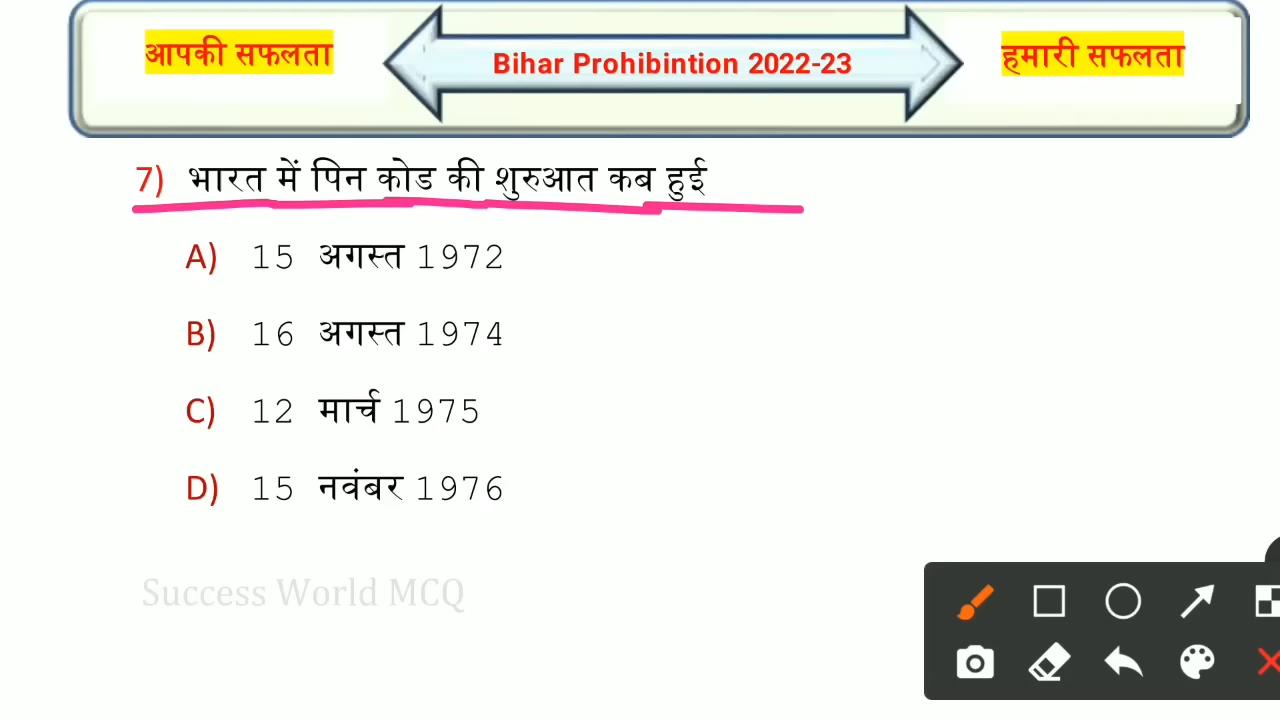 आपकी सफलता
Bihar Prohibintion 2022-23
हमारी सफलता
7) भारत में पिन कोड की शुरुआत कब हुई
A) 15 अगस्त 1972
B) 16 अगस्त 1974
C) 12 मार्च 1975
D) 15 नवंबर 1976
Success World MCQ